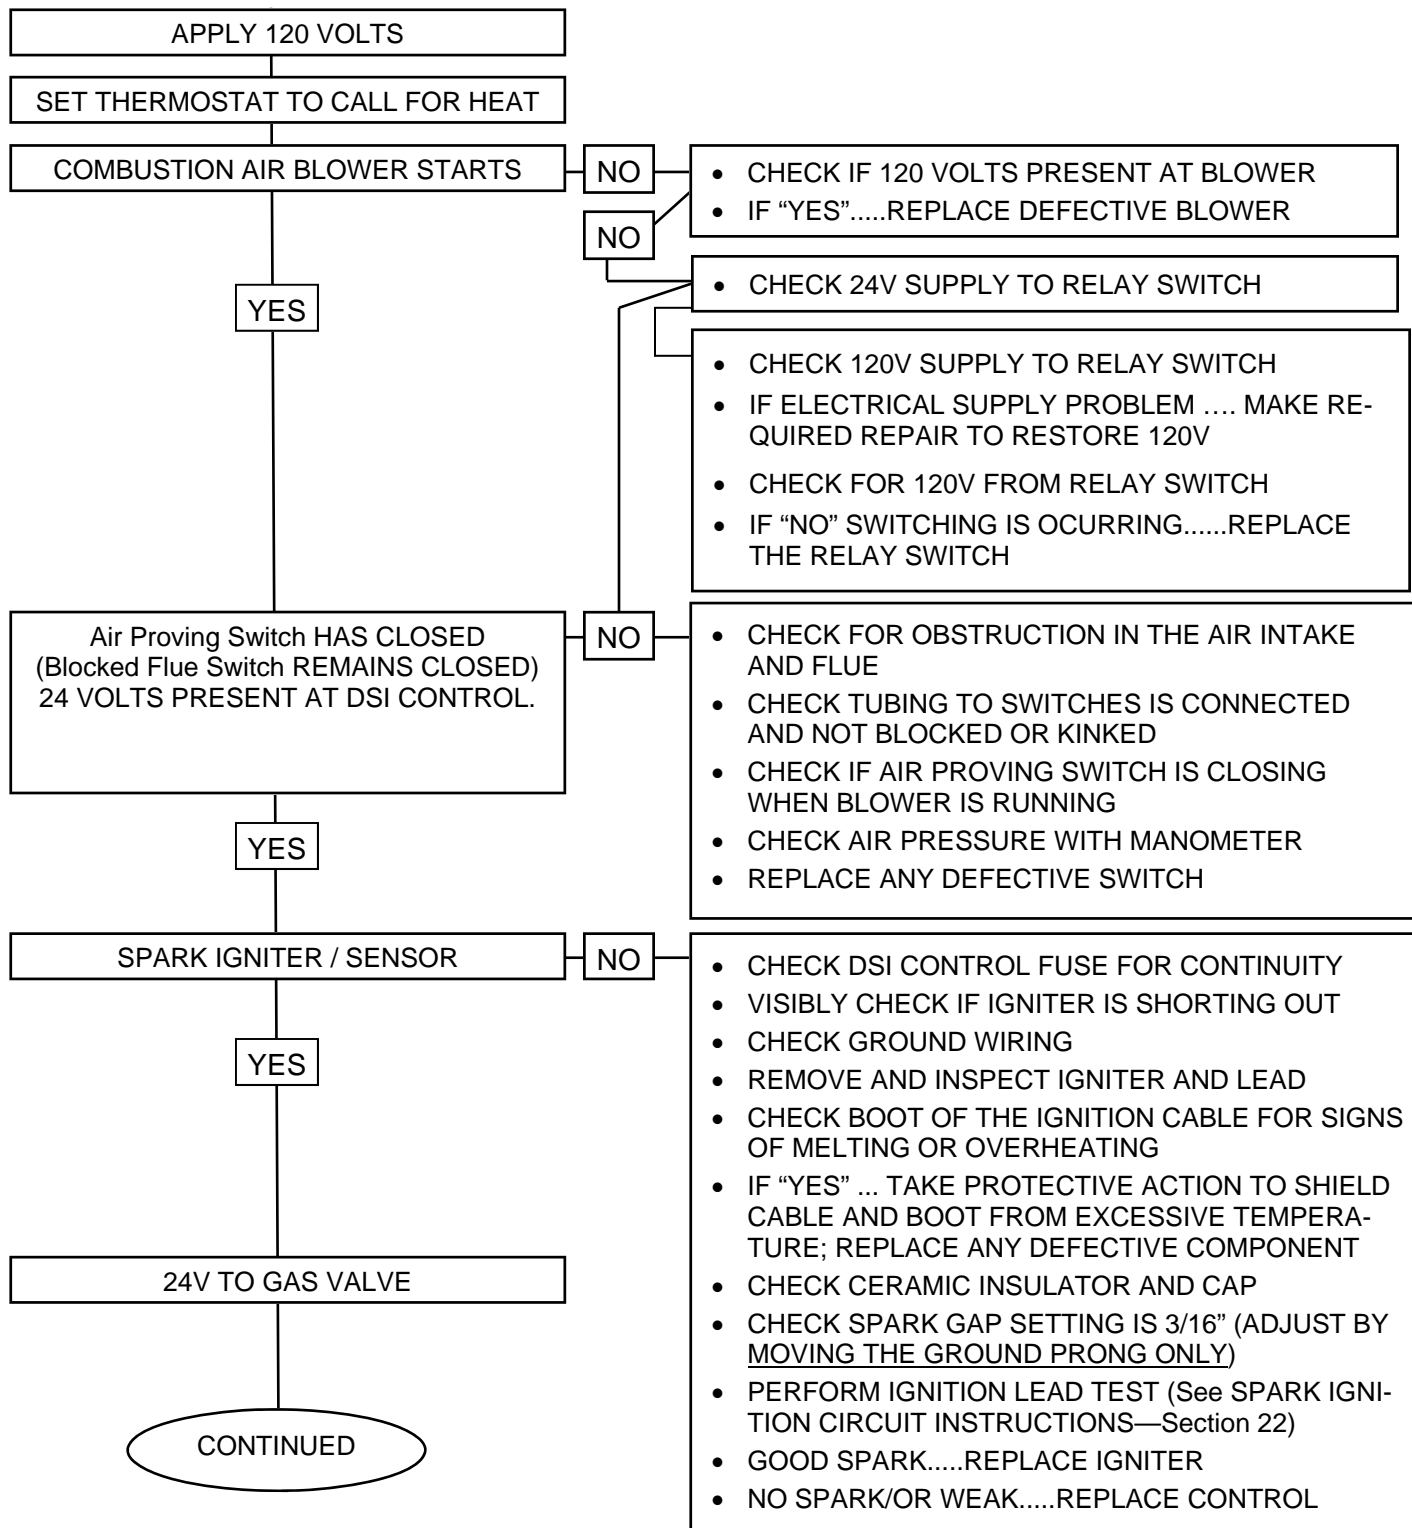 APPLY 120 VOLTS
SET THERMOSTAT TO CALL FOR HEAT
COMBUSTION AIR BLOWER STARTS
NO
• CHECK IF 120 VOLTS PRESENT AT BLOWER
• IF “YES”.....REPLACE DEFECTIVE BLOWER
NO
• CHECK 24V SUPPLY TO RELAY SWITCH
YES
• CHECK 120V SUPPLY TO RELAY SWITCH
• IF ELECTRICAL SUPPLY PROBLEM …. MAKE RE-
QUIRED REPAIR TO RESTORE 120V
• CHECK FOR 120V FROM RELAY SWITCH
• IF “NO” SWITCHING IS OCURRING......REPLACE
THE RELAY SWITCH
Air Proving Switch HAS CLOSED
(Blocked Flue Switch REMAINS CLOSED)
24 VOLTS PRESENT AT DSI CONTROL.
NO
• CHECK FOR OBSTRUCTION IN THE AIR INTAKE
AND FLUE
• CHECK TUBING TO SWITCHES IS CONNECTED
AND NOT BLOCKED OR KINKED
• CHECK IF AIR PROVING SWITCH IS CLOSING
WHEN BLOWER IS RUNNING
• CHECK AIR PRESSURE WITH MANOMETER
• REPLACE ANY DEFECTIVE SWITCH
YES
SPARK IGNITER / SENSOR
NO
• CHECK DSI CONTROL FUSE FOR CONTINUITY
• VISIBLY CHECK IF IGNITER IS SHORTING OUT
• CHECK GROUND WIRING
• REMOVE AND INSPECT IGNITER AND LEAD
• CHECK BOOT OF THE IGNITION CABLE FOR SIGNS
OF MELTING OR OVERHEATING
• IF “YES” ... TAKE PROTECTIVE ACTION TO SHIELD
CABLE AND BOOT FROM EXCESSIVE TEMPERA-
TURE; REPLACE ANY DEFECTIVE COMPONENT
• CHECK CERAMIC INSULATOR AND CAP
• CHECK SPARK GAP SETTING IS 3/16” (ADJUST BY
MOVING THE GROUND PRONG ONLY)
• PERFORM IGNITION LEAD TEST (See SPARK IGNI-
TION CIRCUIT INSTRUCTIONS—Section 22)
• GOOD SPARK.....REPLACE IGNITER
• NO SPARK/OR WEAK.....REPLACE CONTROL
YES
24V TO GAS VALVE
CONTINUED